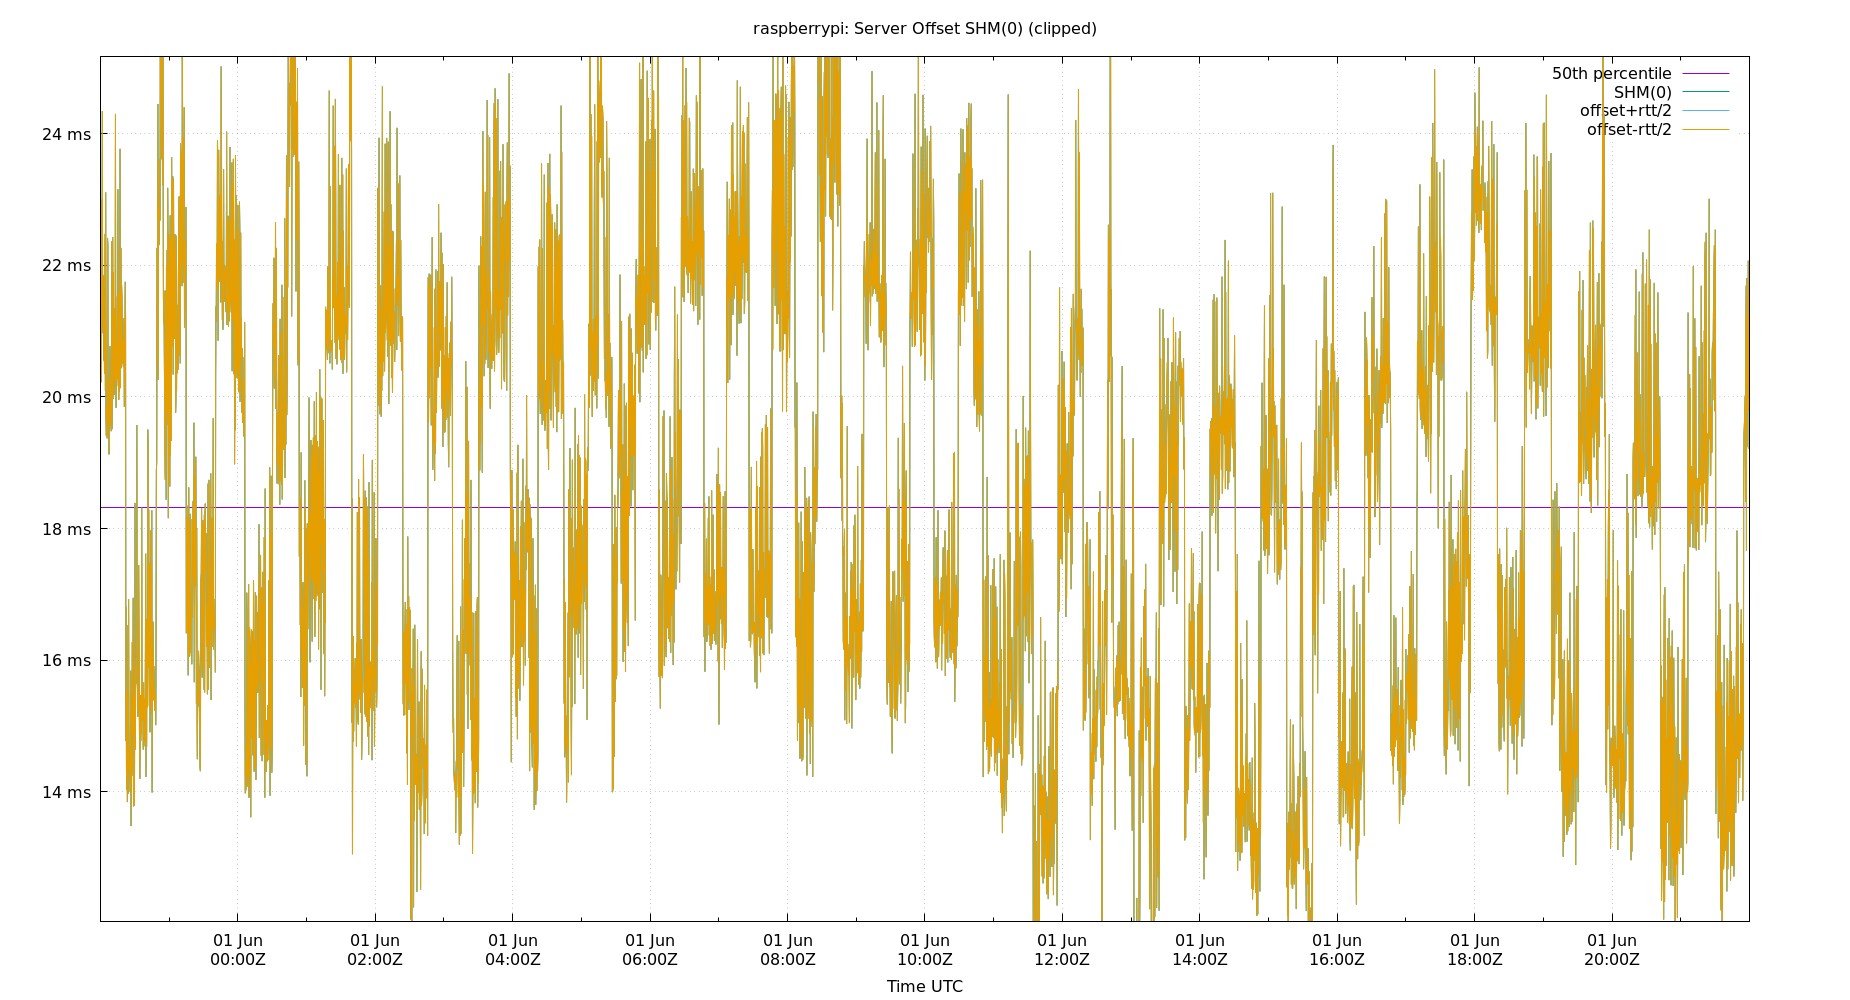 raspberrypi: Server Offset SHM(0) (clipped)
50th percentile
SHM(0)
offset+rtt/2
offset-rtt/2
24 ms
22 ms
20 ms
18 ms
16 ms
14 ms
01 Jun 01 Jun 01 Jun 01 Jun 01 Jun 01 Jun 01 Jun 01 Jun 01 Jun 01 Jun 01 Jun
00:00Z 02:00Z 04:00Z 06:00Z 08:00Z 10:00Z 12:00Z 14:00Z 16:00Z 18:00Z 20:00Z
Time UTC